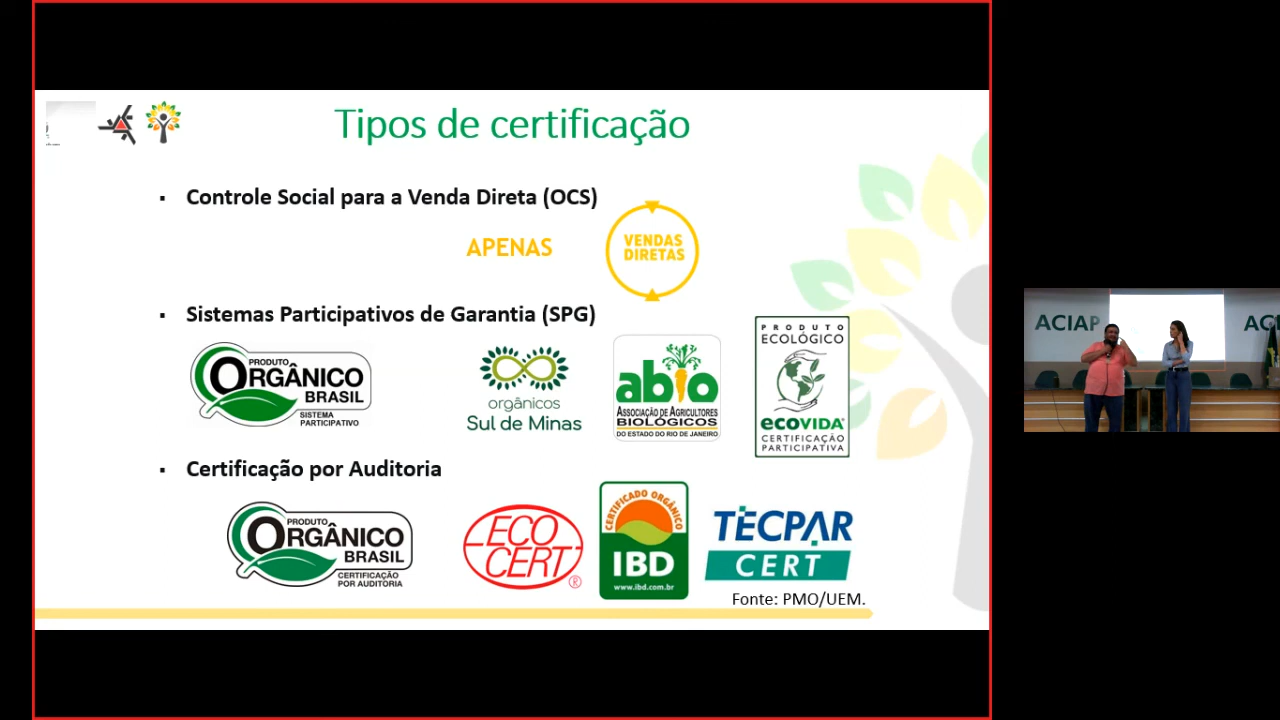 Tipos de certificação
▪ Controle Social para a Venda Direta (OCS)
APENAS
VENDAS
DIRETAS
▪ Sistemas Participativos de Garantia (SPG)
PRODUTO
ORGÂNICO
BRASIL
SISTEMA
PARTICIPATIVO
orgânicos
Sul de Minas
abio
ASSOCIAÇÃO DE AGRICULTORES
BIOLÓGICOS
DO ESTADO DO RIO DE JANEIRO
PRODUTO
ECOLÓGICO
ecoVIDA
CERTIFICAÇÃO
PARTICIPATIVA
▪ Certificação por Auditoria
PRODUTO
ORGÂNICO
BRASIL
CERTIFICAÇÃO
POR AUDITORIA
ECO
CERT®
CERTIFICADO ORGÂNICO
IBD
www.ibd.com.br
TECPAR
CERT
Fonte: PMO/UEM.
ACIAP